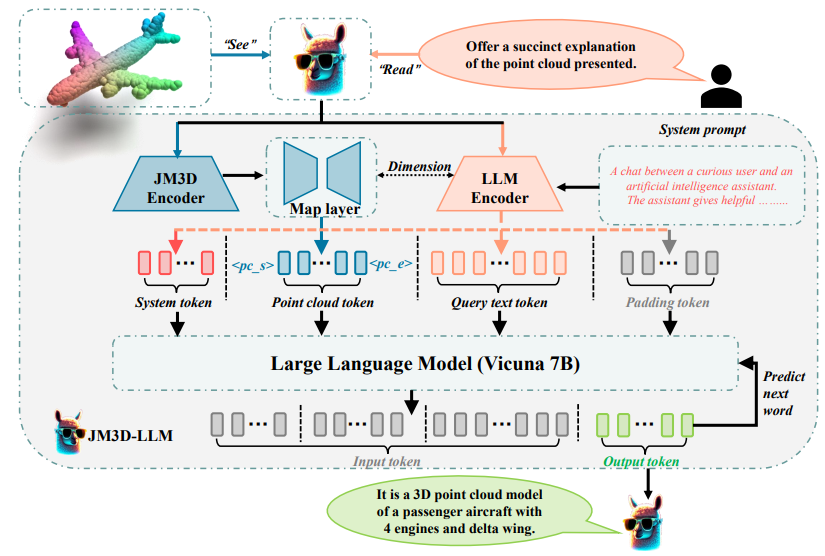 “See”
“Read”
Offer a succinct explanation
of the point cloud presented.
System prompt
JM3D
Encoder
Map layer
Dimension
LLM
Encoder
A chat between a curious user and an
artificial intelligence assistant.
The assistant gives helpful ………
<pc_s>
<pc_e>
System token
Point cloud token
Query text token
Padding token
Large Language Model (Vicuna 7B)
Predict
next
word
JM3D-LLM
Input token
Output token
It is a 3D point cloud model
of a passenger aircraft with
4 engines and delta wing.